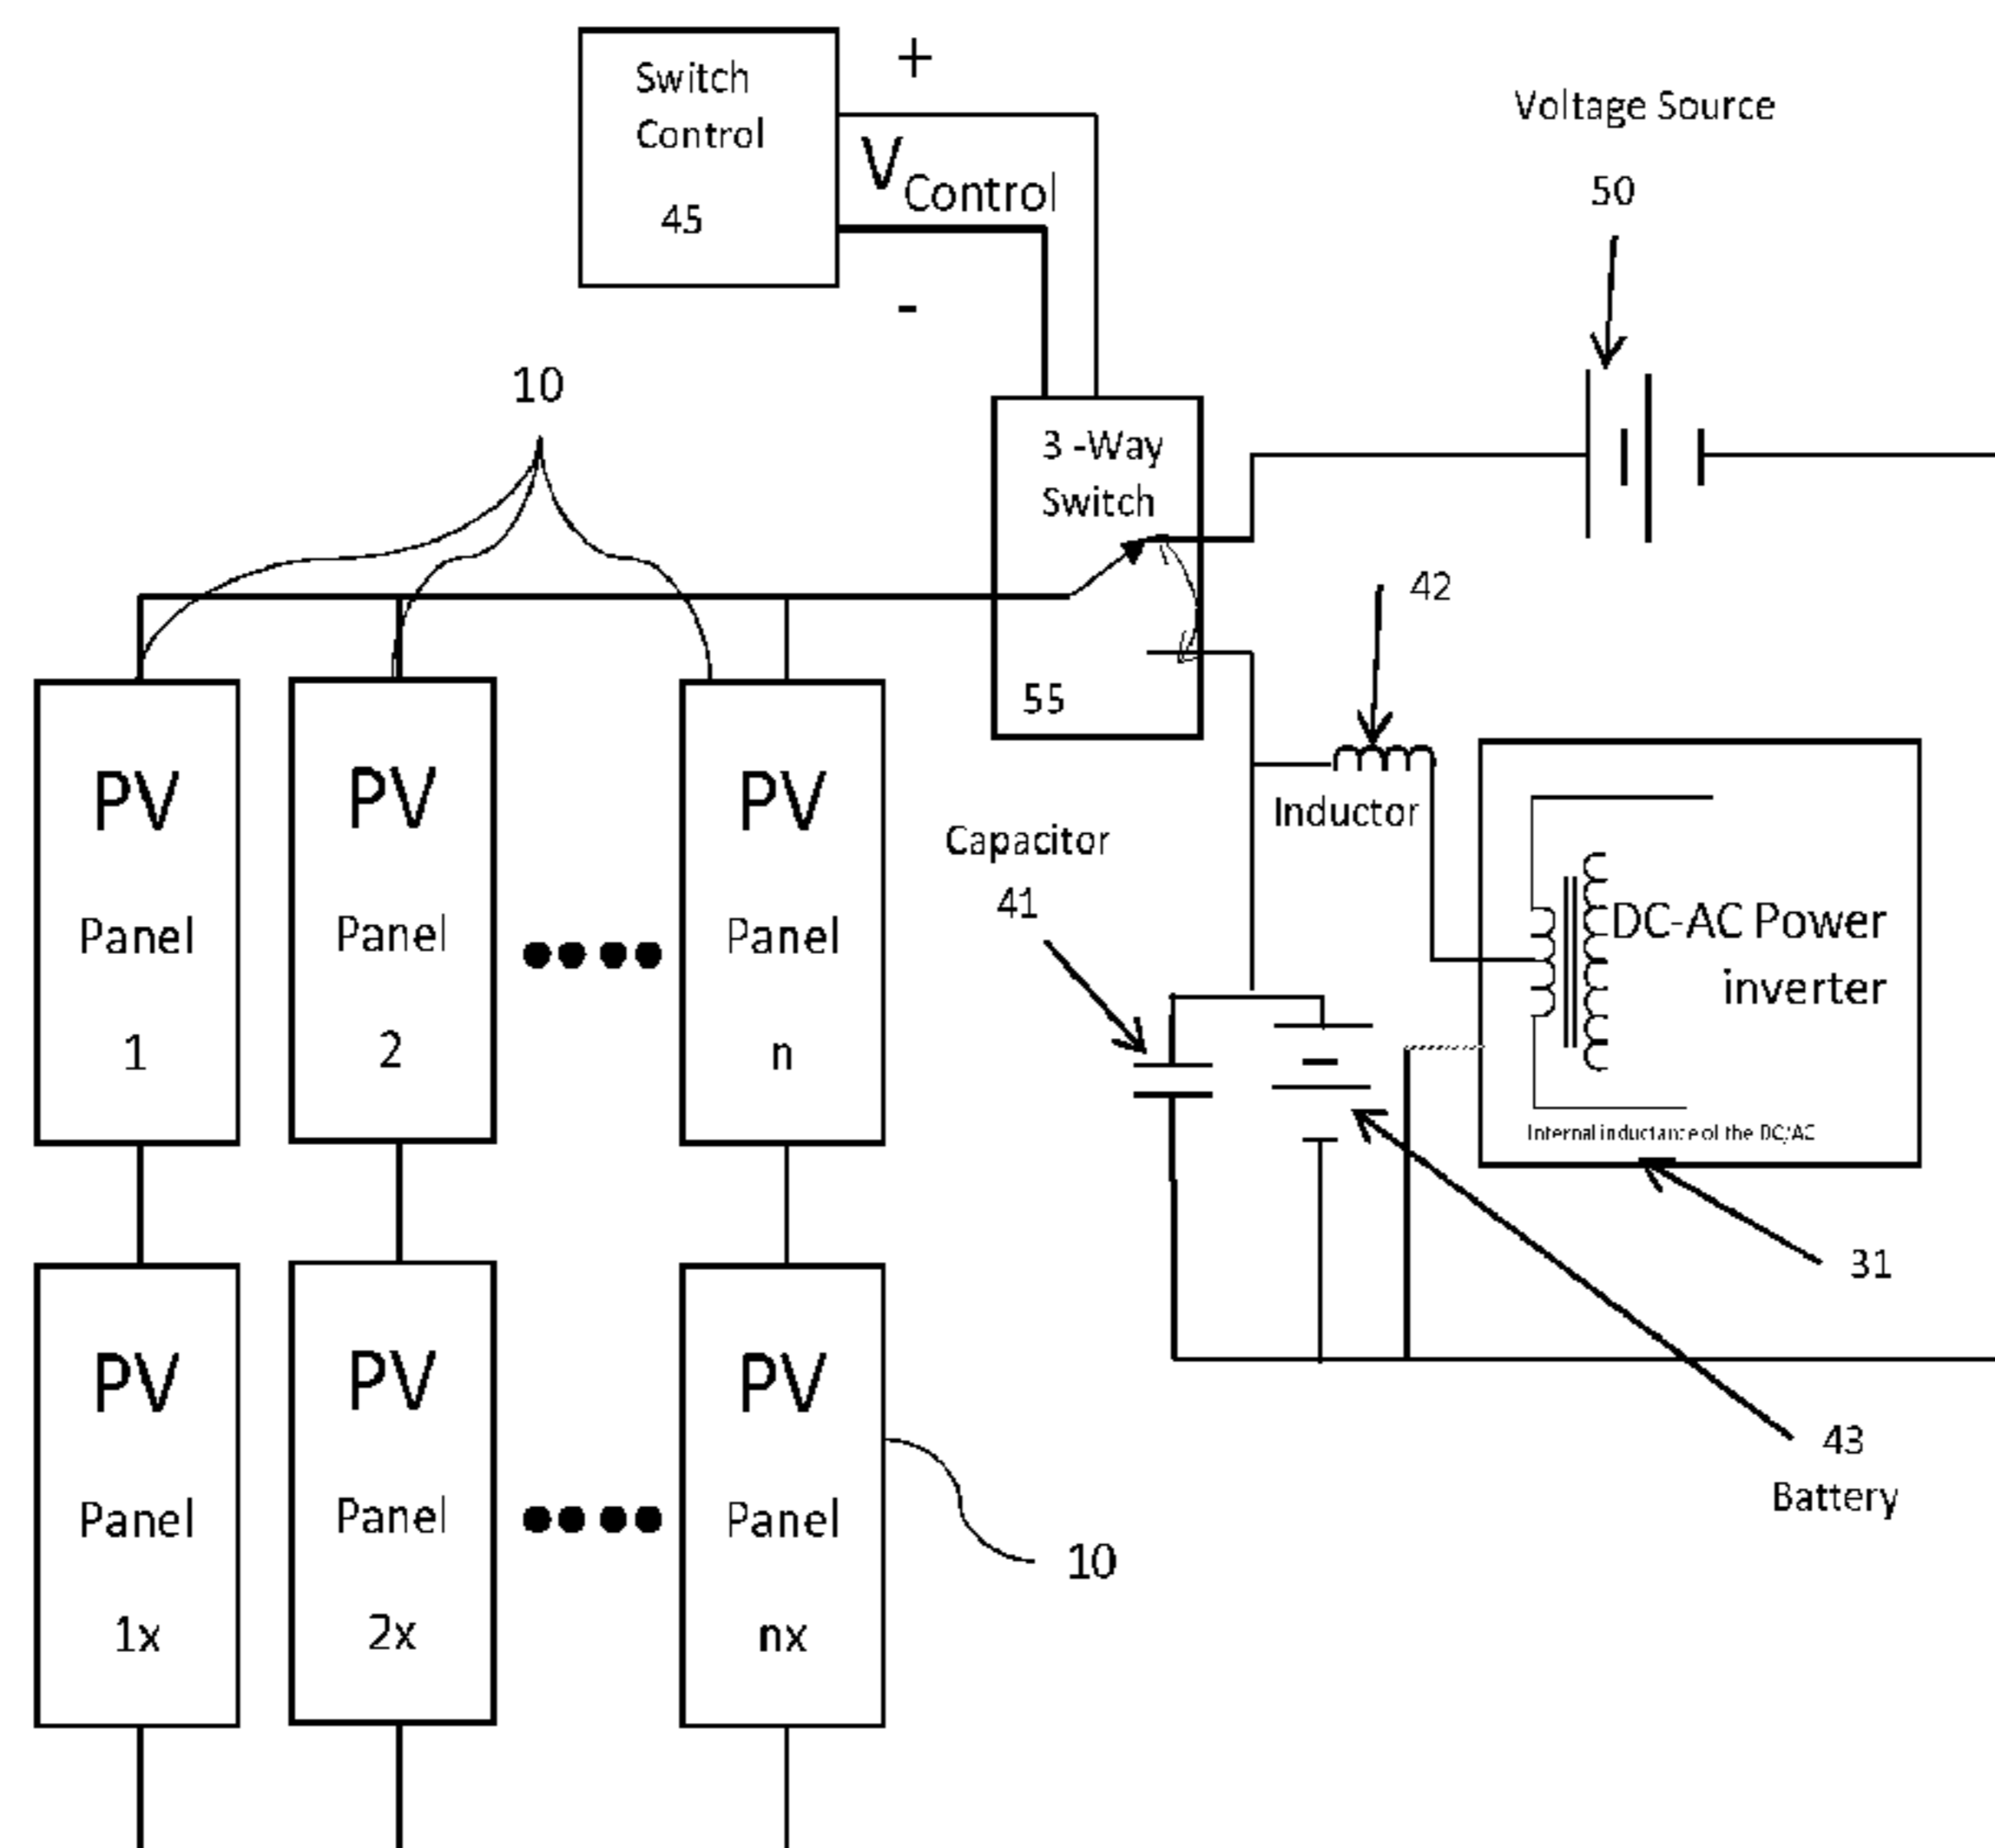 Switch
Control
45
+
VControl
-
Voltage Source
50
10
3 -Way
Switch
55
42
Inductor
Capacitor
41
DC-AC Power
inverter
Internal inductance of the DC/AC
31
43
Battery
PV
Panel
1
PV
Panel
2
PV
Panel
n
PV
Panel
1x
PV
Panel
2x
PV
Panel
nx
10